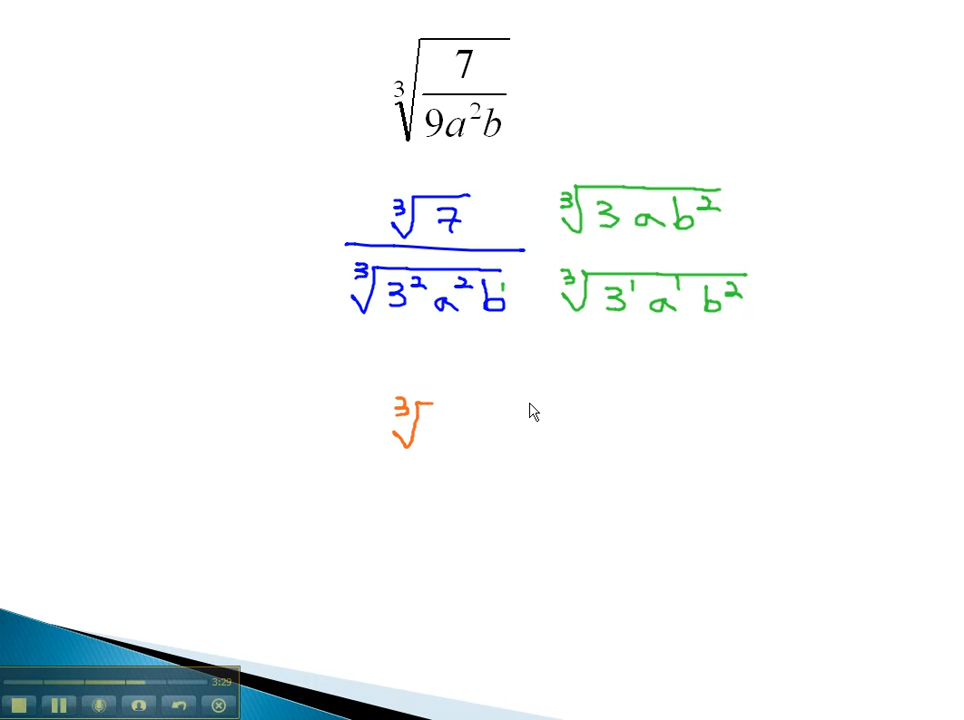 ∛(7/(9a²b))
∛7 ∛(3ab²)
∛(3²a²b¹) ∛(3¹a¹b²)
∛
3:29